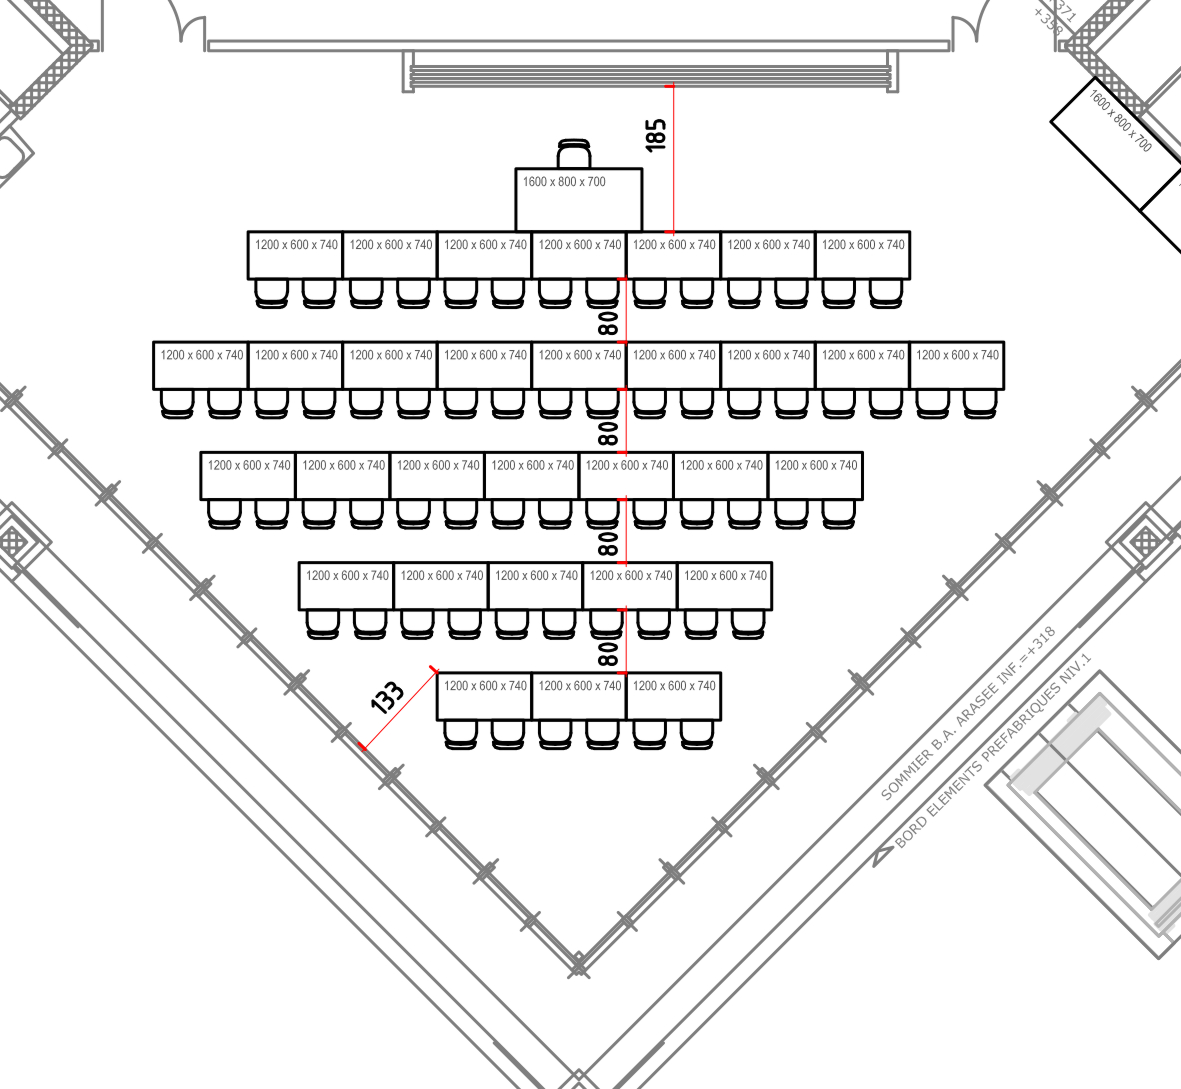 +371
+358
1600 x 800 x 700
185
1600 x 800 x 700
1200 x 600 x 740 1200 x 600 x 740 1200 x 600 x 740 1200 x 600 x 740 1200 x 600 x 740 1200 x 600 x 740 1200 x 600 x 740
80
1200 x 600 x 740 1200 x 600 x 740 1200 x 600 x 740 1200 x 600 x 740 1200 x 600 x 740 1200 x 600 x 740 1200 x 600 x 740 1200 x 600 x 740 1200 x 600 x 740
80
1200 x 600 x 740 1200 x 600 x 740 1200 x 600 x 740 1200 x 600 x 740 1200 x 600 x 740 1200 x 600 x 740 1200 x 600 x 740
80
1200 x 600 x 740 1200 x 600 x 740 1200 x 600 x 740 1200 x 600 x 740 1200 x 600 x 740
80
133
1200 x 600 x 740 1200 x 600 x 740 1200 x 600 x 740
SOMMIER B.A. ARASEE INF.=+318
BORD ELEMENTS PREFABRIQUES NIV.1